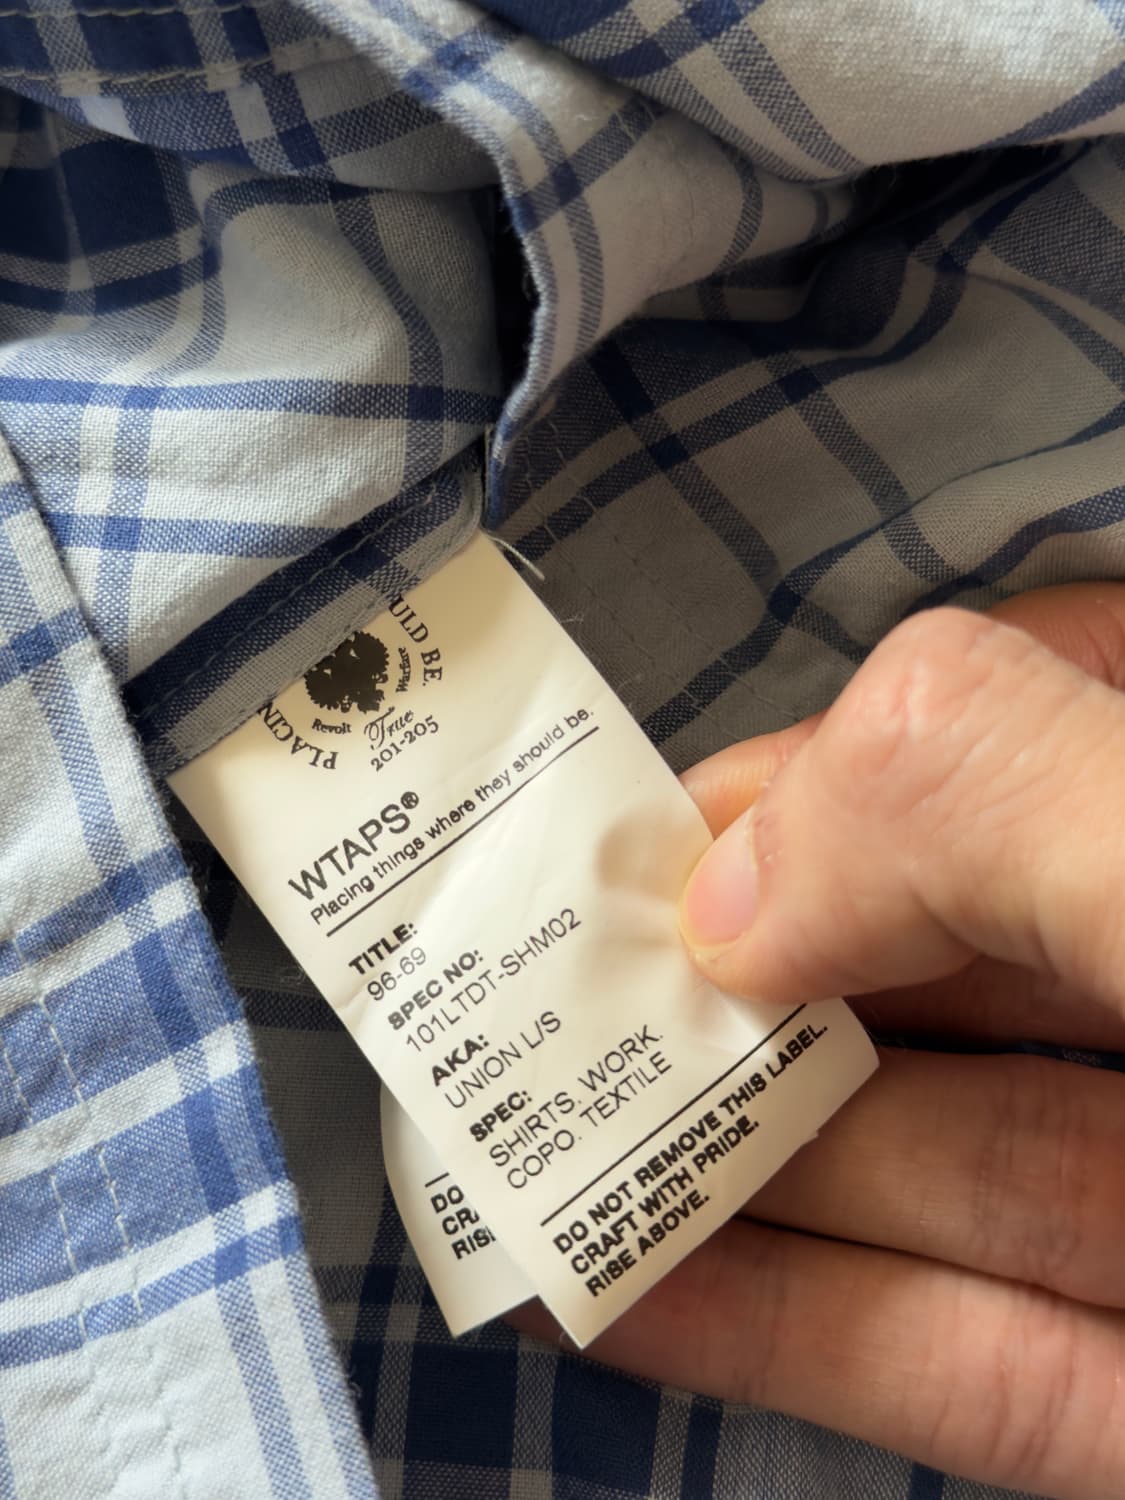 PLACIN
ULD BE.
Warfare
Revolt
True
201-205
WTAPS®
Placing things where they should be.
TITLE:
96-69
SPEC NO:
101LTDT-SHM02
AKA:
UNION L/S
SPEC:
SHIRTS. WORK.
COPO. TEXTILE
DO NOT REMOVE THIS LABEL.
CRAFT WITH PRIDE.
RISE ABOVE.
DO
CRA
RISE